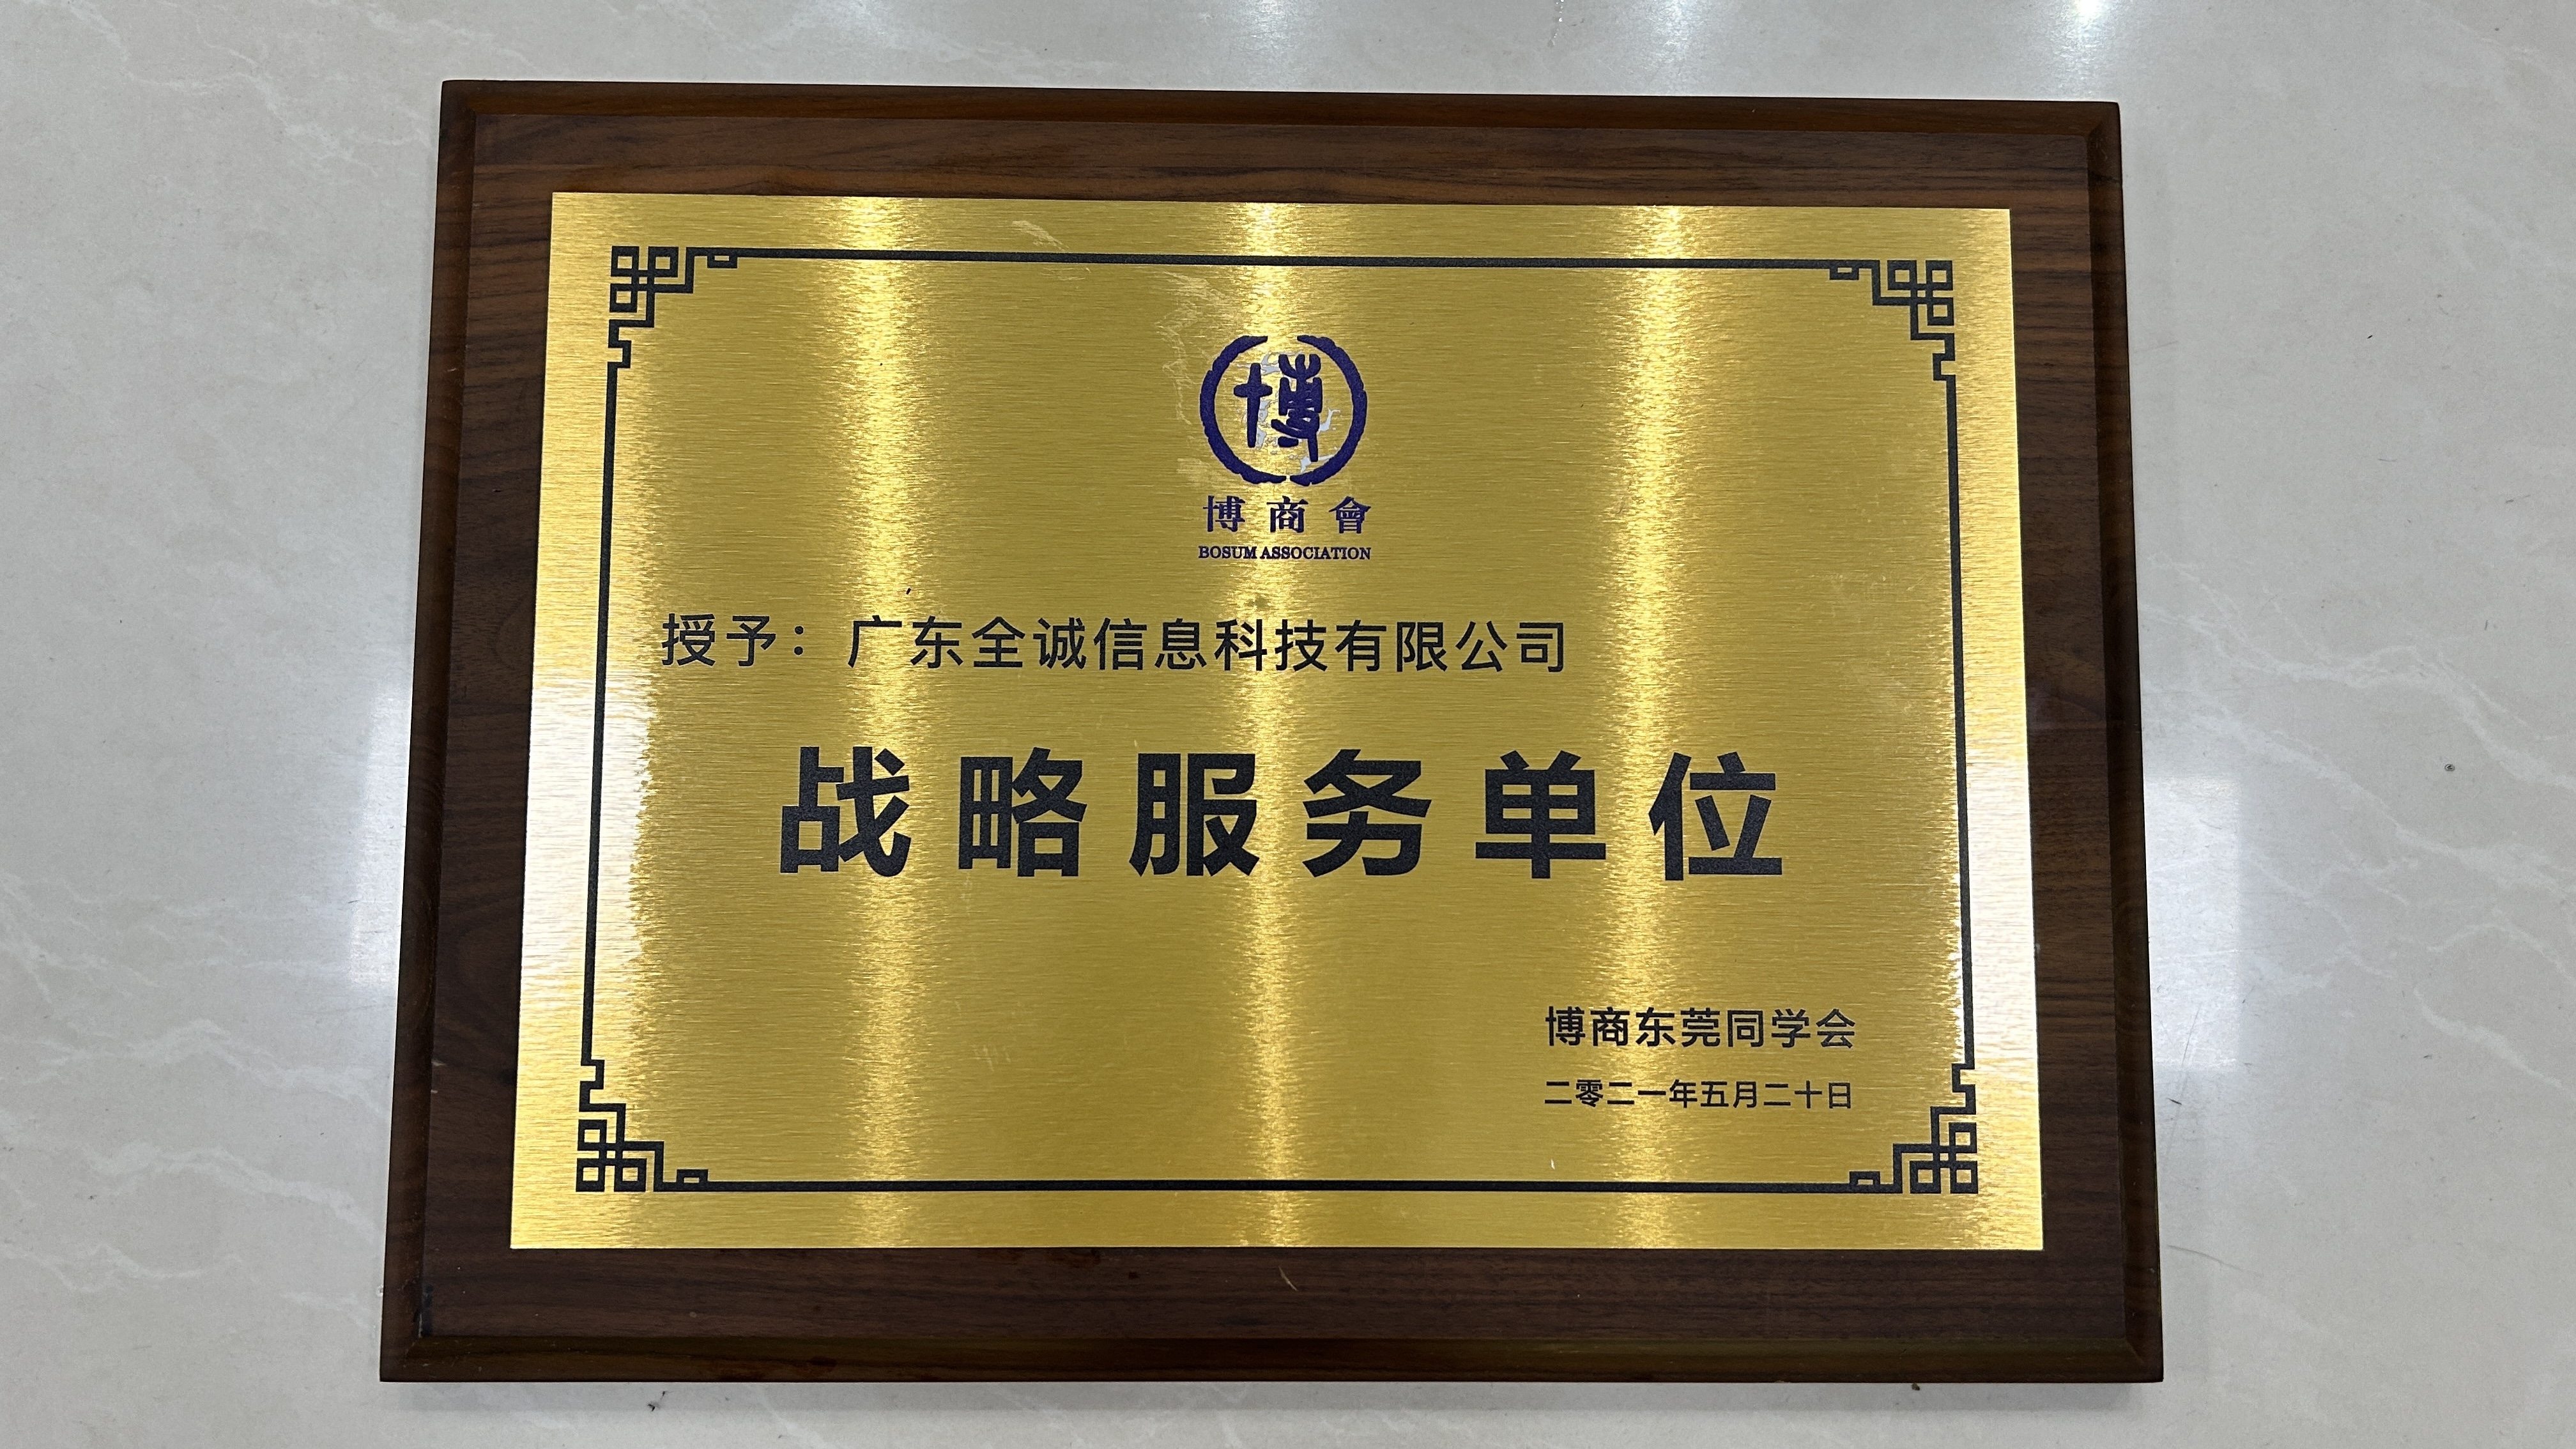 博
博商會
BOSUM ASSOCIATION
授予：广东全诚信息科技有限公司
战略服务单位
博商东莞同学会
二零二一年五月二十日